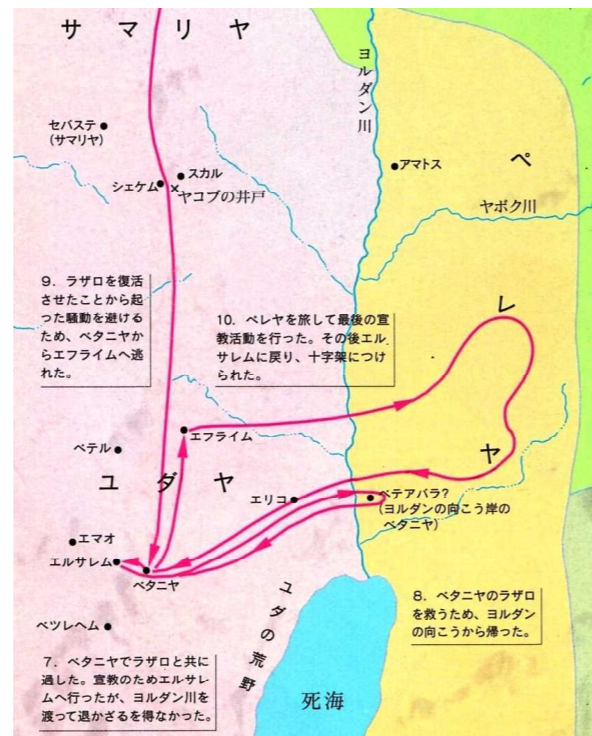 サマリヤ
ヨルダン川
セバステ
(サマリヤ)
スカル
シェケム
ヤコブの井戸
アマトス
ペ
ヤボク川
9. ラザロを復活
させたことから起
った騒動を避ける
ため、ベタニヤか
らエフライムへ逃
れた。
10. ペレヤを旅して最後の宣
教活動を行った。その後エル
サレムに戻り、十字架につけ
られた。
レ
エフライム
ベテル
ヤ
ユダヤ
エリコ
ベテアバラ?
(ヨルダンの向こう岸の
ベタニヤ)
エマオ
エルサレム
ベタニヤ
ベツレヘム
ユダの荒野
8. ベタニヤのラザロ
を救うため、ヨルダン
の向こうから帰った。
7. ベタニヤでラザロと共に
過した。宣教のためエルサレ
ムへ行ったが、ヨルダン川を
渡って退かざるを得なかった。
死海